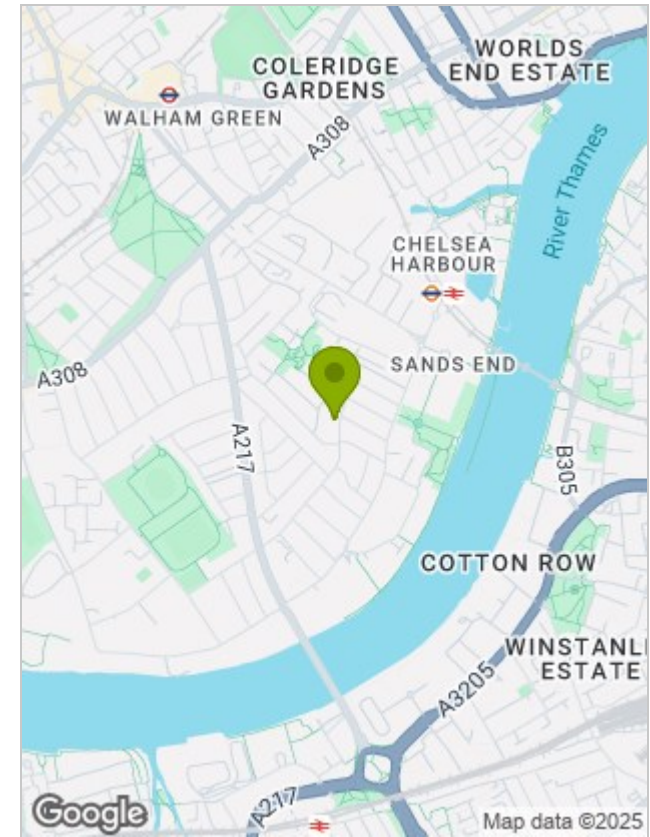 WORLDS
END ESTATE
COLERIDGE
GARDENS
WALHAM GREEN
A308
River Thames
CHELSEA
HARBOUR
SANDS END
A308
A217
B305
COTTON ROW
WINSTANL
ESTATE
A3205
A217
Google
Map data ©2025